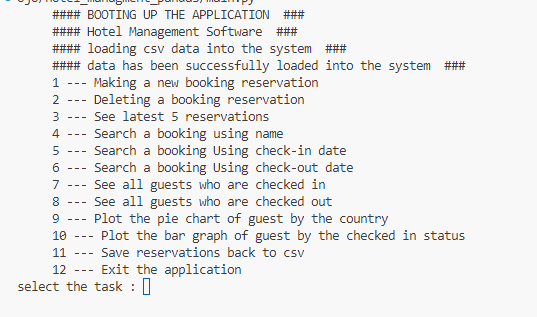 #### BOOTING UP THE APPLICATION ###
#### Hotel Management Software ###
#### loading csv data into the system ###
#### data has been successfully loaded into the system ###
1 --- Making a new booking reservation
2 --- Deleting a booking reservation
3 --- See latest 5 reservations
4 --- Search a booking using name
5 --- Search a booking Using check-in date
6 --- Search a booking Using check-out date
7 --- See all guests who are checked in
8 --- See all guests who are checked out
9 --- Plot the pie chart of guest by the country
10 --- Plot the bar graph of guest by the checked in status
11 --- Save reservations back to csv
12 --- Exit the application
select the task :